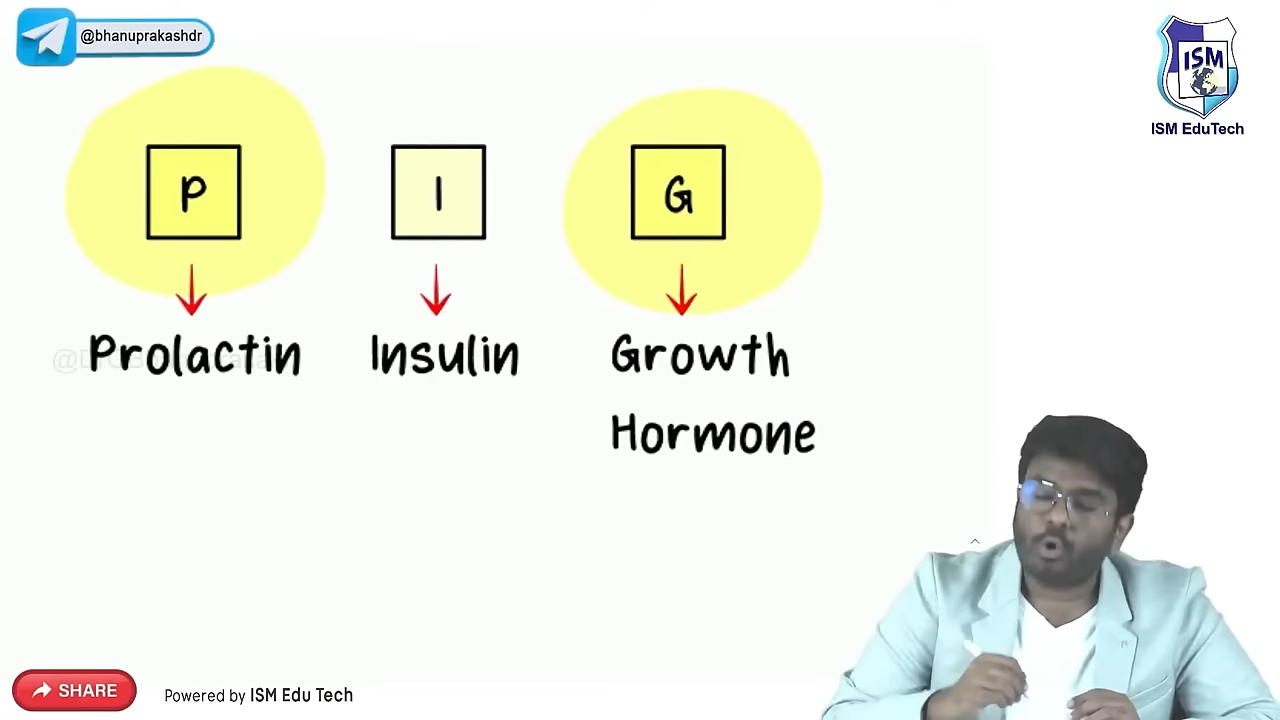 @bhanuprakashdr
ISM
ISM EduTech
P I G
Prolactin Insulin Growth
Hormone
SHARE
Powered by ISM Edu Tech